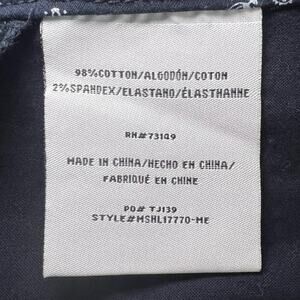 98%COTTON/ALGODÓN/COTON
2%SPANDEX/ELASTANO/ÉLASTHANNE
RN#73149
MADE IN CHINA/HECHO EN CHINA/
FABRIQUÉ EN CHINE
PO# TJ139
STYLE#MSHL17770-ME